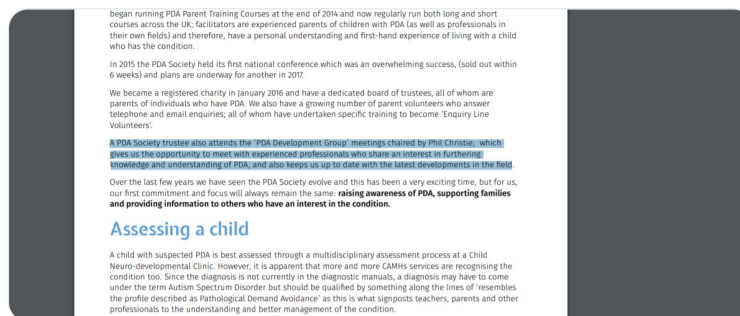 began running PDA Parent Training Courses at the end of 2014 and now regularly run both long and short
courses across the UK; facilitators are experienced parents of children with PDA (as well as professionals in
their own fields) and therefore, have a personal understanding and first-hand experience of living with a child
who has the condition.
In 2015 the PDA Society held its first national conference which was an overwhelming success, (sold out within
6 weeks) and plans are underway for another in 2017.
We became a registered charity in January 2016 and have a dedicated board of trustees, all of whom are
parents of individuals who have PDA. We also have a growing number of parent volunteers who answer
telephone and email enquiries; all of whom have undertaken specific training to become 'Enquiry Line
Volunteers'.
A PDA Society trustee also attends the 'PDA Development Group' meetings chaired by Phil Christie; which
gives us the opportunity to meet with experienced professionals who share an interest in furthering
knowledge and understanding of PDA, and also keeps us up to date with the latest developments in the field.
Over the last few years we have seen the PDA Society evolve and this has been a very exciting time, but for us,
our first commitment and focus will always remain the same: raising awareness of PDA, supporting families
and providing information to others who have an interest in the condition.
Assessing a child
A child with suspected PDA is best assessed through a multidisciplinary assessment process at a Child
Neuro-developmental Clinic. However, it is apparent that more and more CAMHs services are recognising the
condition too. Since the diagnosis is not currently in the diagnostic manuals, a diagnosis may have to come
under the term Autism Spectrum Disorder but should be qualified by something along the lines of 'resembles
the profile described as Pathological Demand Avoidance' as this is what signposts teachers, parents and other
professionals to the understanding and better management of the condition.